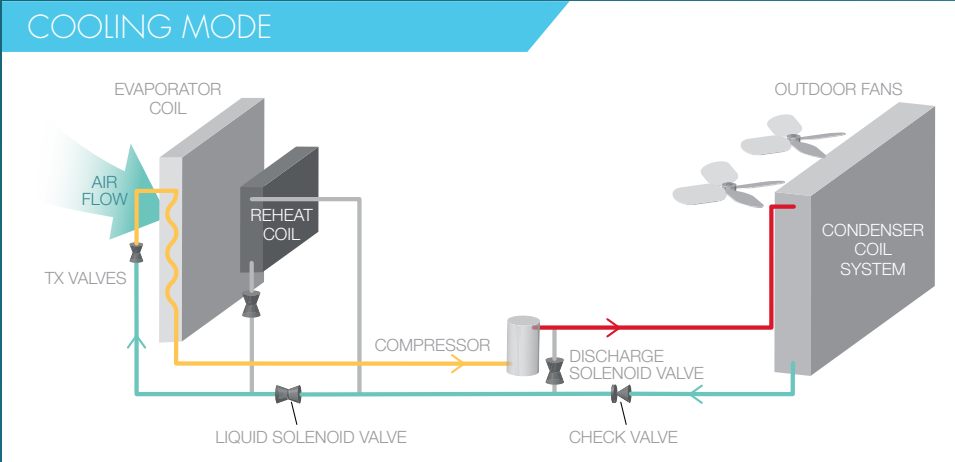 COOLING MODE
EVAPORATOR
COIL
OUTDOOR FANS
AIR
FLOW
REHEAT
COIL
CONDENSER
COIL
SYSTEM
TX VALVES
COMPRESSOR
DISCHARGE
SOLENOID VALVE
LIQUID SOLENOID VALVE
CHECK VALVE